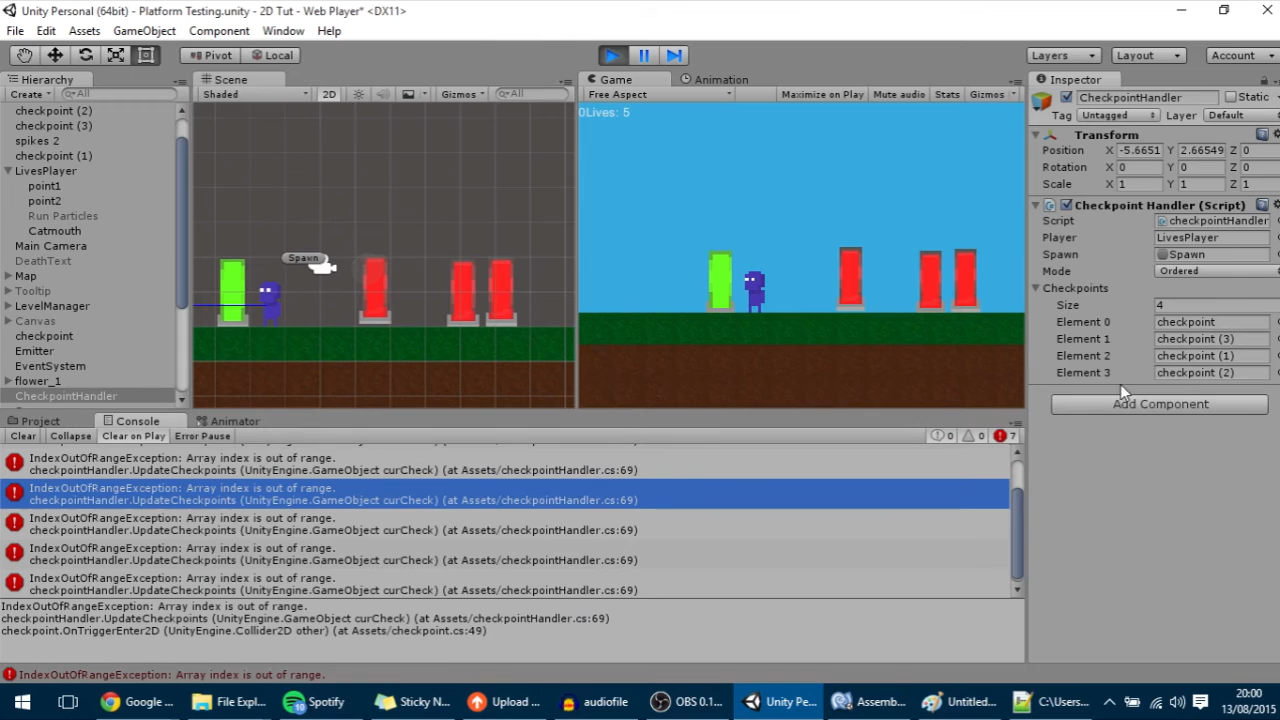 Unity Personal (64bit) - Platform Testing.unity - 2D Tut - Web Player* <DX11>
File Edit Assets GameObject Component Window Help
Pivot Local Layers Layout Account
Hierarchy
Create All
checkpoint (2)
checkpoint (3)
spikes 2
checkpoint (1)
LivesPlayer
point1
point2
Run Particles
Catmouth
Main Camera
DeathText
Map
Tooltip
LevelManager
Canvas
checkpoint
Emitter
EventSystem
flower_1
CheckpointHandler
Scene
Shaded 2D Gizmos All
Spawn
Game Animation
Free Aspect Maximize on Play Mute audio Stats Gizmos
0Lives: 5
Inspector
CheckpointHandler Static
Tag Untagged Layer Default
Transform
Position X -5.6651 Y 2.66549 Z 0
Rotation X 0 Y 0 Z 0
Scale X 1 Y 1 Z 1
Checkpoint Handler (Script)
Script checkpointHandler
Player LivesPlayer
Spawn Spawn
Mode Ordered
Checkpoints
Size 4
Element 0 checkpoint
Element 1 checkpoint (3)
Element 2 checkpoint (1)
Element 3 checkpoint (2)
Add Component
Project Console Animator
Clear Collapse Clear on Play Error Pause 0 0 7
IndexOutOfRangeException: Array index is out of range.
checkpointHandler.UpdateCheckpoints (UnityEngine.GameObject curCheck) (at Assets/checkpointHandler.cs:69)
IndexOutOfRangeException: Array index is out of range.
checkpointHandler.UpdateCheckpoints (UnityEngine.GameObject curCheck) (at Assets/checkpointHandler.cs:69)
IndexOutOfRangeException: Array index is out of range.
checkpointHandler.UpdateCheckpoints (UnityEngine.GameObject curCheck) (at Assets/checkpointHandler.cs:69)
IndexOutOfRangeException: Array index is out of range.
checkpointHandler.UpdateCheckpoints (UnityEngine.GameObject curCheck) (at Assets/checkpointHandler.cs:69)
IndexOutOfRangeException: Array index is out of range.
checkpointHandler.UpdateCheckpoints (UnityEngine.GameObject curCheck) (at Assets/checkpointHandler.cs:69)
IndexOutOfRangeException: Array index is out of range.
checkpointHandler.UpdateCheckpoints (UnityEngine.GameObject curCheck) (at Assets/checkpointHandler.cs:69)
checkpoint.OnTriggerEnter2D (UnityEngine.Collider2D other) (at Assets/checkpoint.cs:49)
IndexOutOfRangeException: Array index is out of range.
Google ... File Expl... Spotify Sticky N... Upload ... audiofile OBS 0.1... Unity Pe... Assemb... Untitled... C:\Users...
20:00
13/08/2015